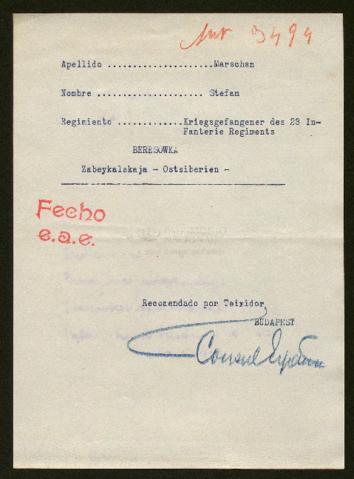 3494
Apellido ....................Marschan
Nombre .................... Stefan
Regimiento ............Kriegsgefangener des 23 In-
fanterie Regiments
BERESOWKA
Zabeykalskaja - Ostsiberien -
Fecho
e.a.e.
Recomendado por Teixidor
BUDAPEST
Consul